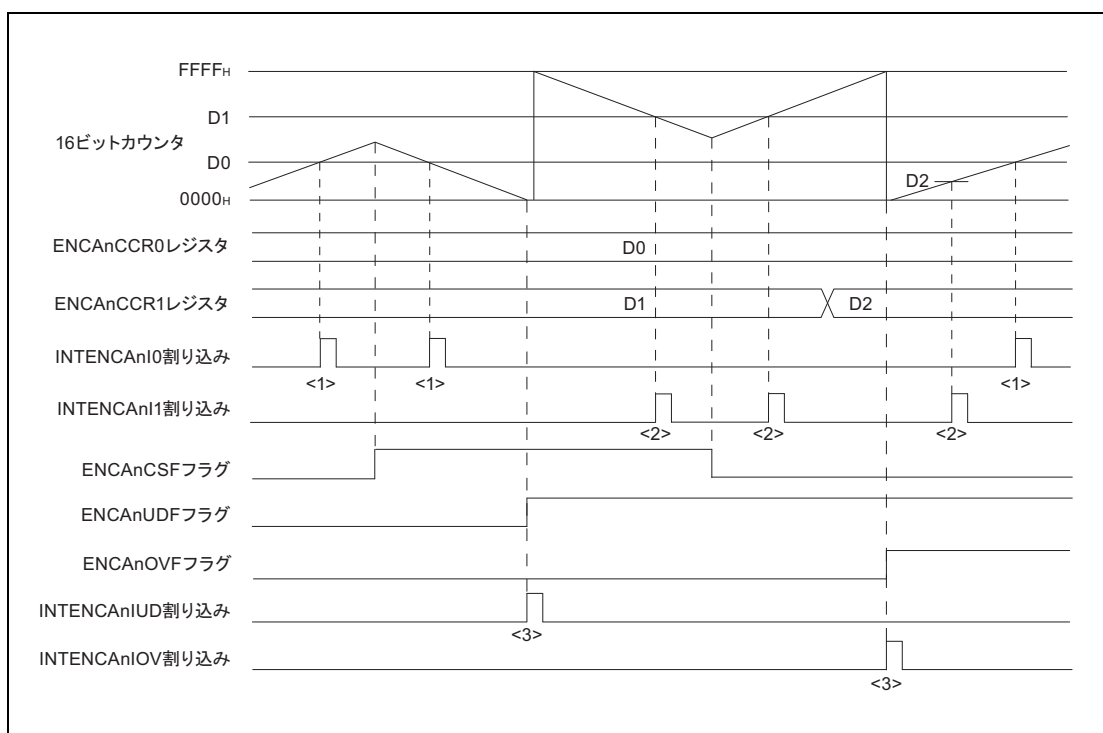 FFFFH
D1
16ビットカウンタ
D0
D2
0000H
ENCAnCCR0レジスタ
D0
ENCAnCCR1レジスタ
D1
D2
INTENCAnI0割り込み
<1>
<1>
<1>
INTENCAnI1割り込み
<2>
<2>
<2>
ENCAnCSFフラグ
ENCAnUDFフラグ
ENCAnOVFフラグ
INTENCAnIUD割り込み
<3>
INTENCAnIOV割り込み
<3>